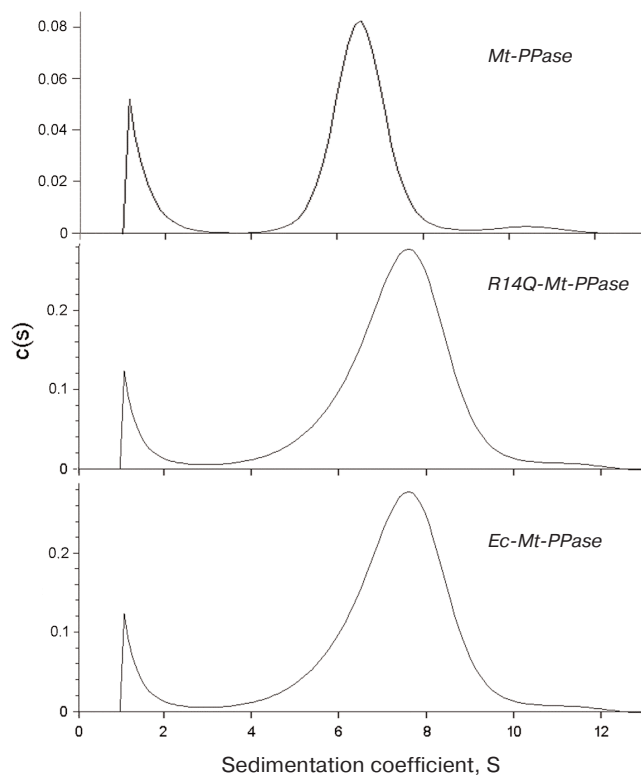 0.08
0.06
0.04
0.02
0
Mt-PPase
0.2
0.1
0
R14Q-Mt-PPase
c(s)
0.2
0.1
0
Ec-Mt-PPase
0 2 4 6 8 10 12
Sedimentation coefficient, S